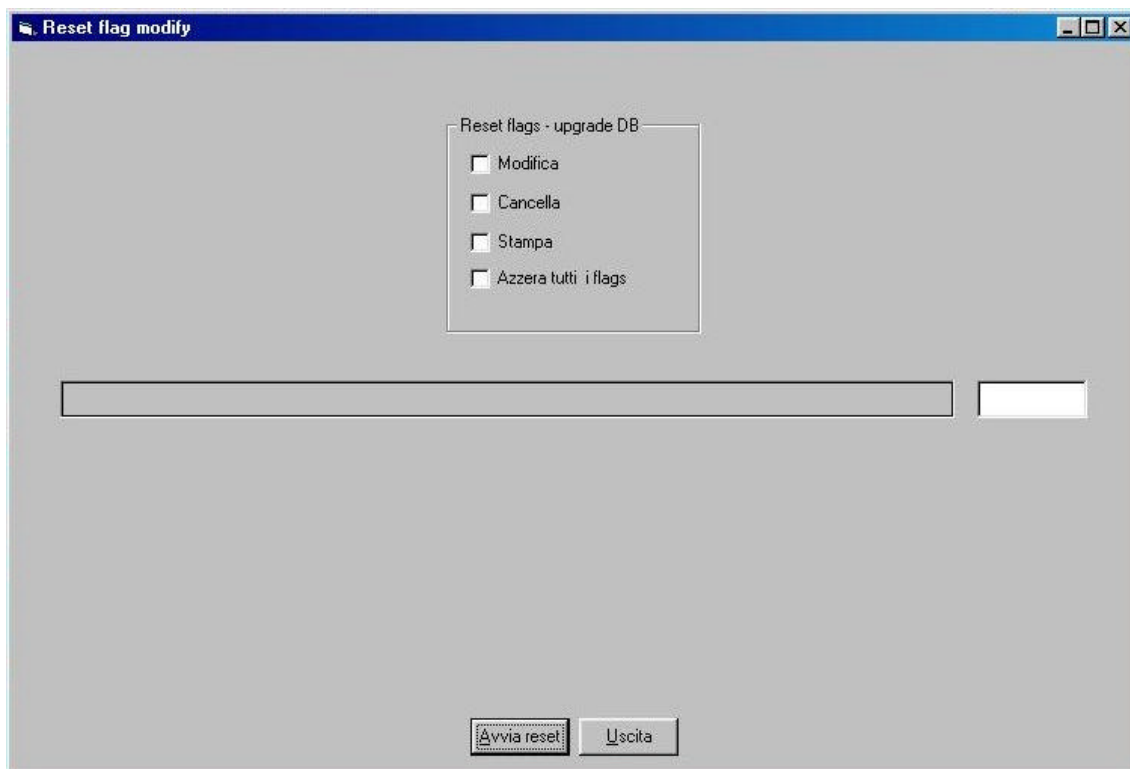 Reset flag modify
Reset flags - upgrade DB
Modifica
Cancella
Stampa
Azzera tutti i flags
Avvia reset
Uscita